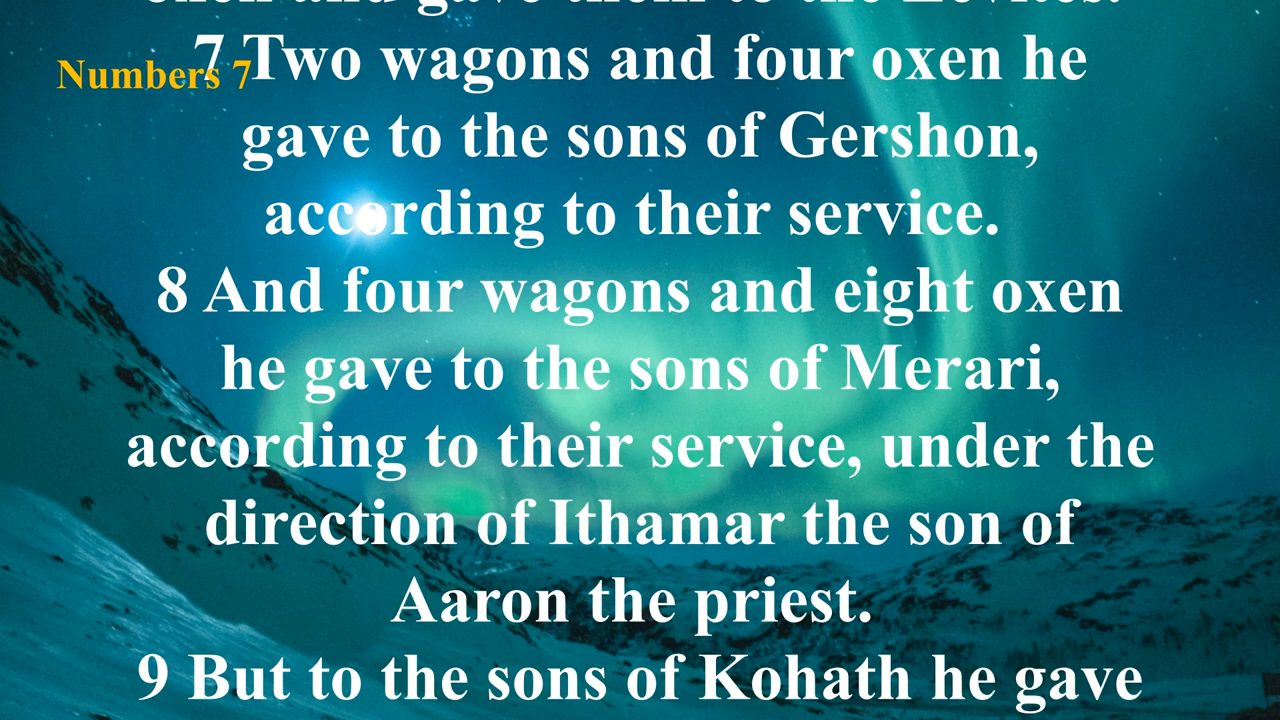 Numbers 7
7 Two wagons and four oxen he
gave to the sons of Gershon,
according to their service.
8 And four wagons and eight oxen
he gave to the sons of Merari,
according to their service, under the
direction of Ithamar the son of
Aaron the priest.
9 But to the sons of Kohath he gave